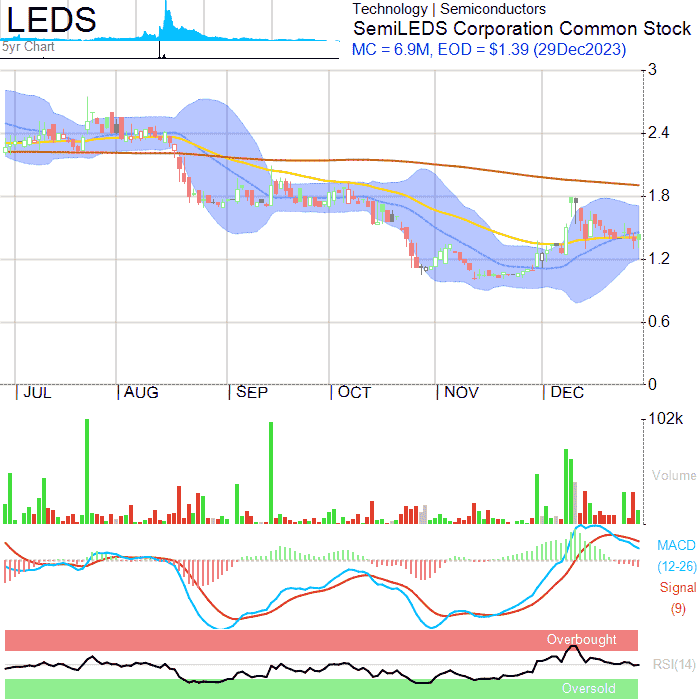 LEDS
5yr Chart
Technology | Semiconductors
SemiLEDS Corporation Common Stock
MC = 6.9M, EOD = $1.39 (29Dec2023)
3
2.4
1.8
1.2
0.6
0
| JUL | AUG | SEP | OCT | NOV | DEC
102k
Volume
MACD
(12-26)
Signal
(9)
Overbought
RSI(14)
Oversold